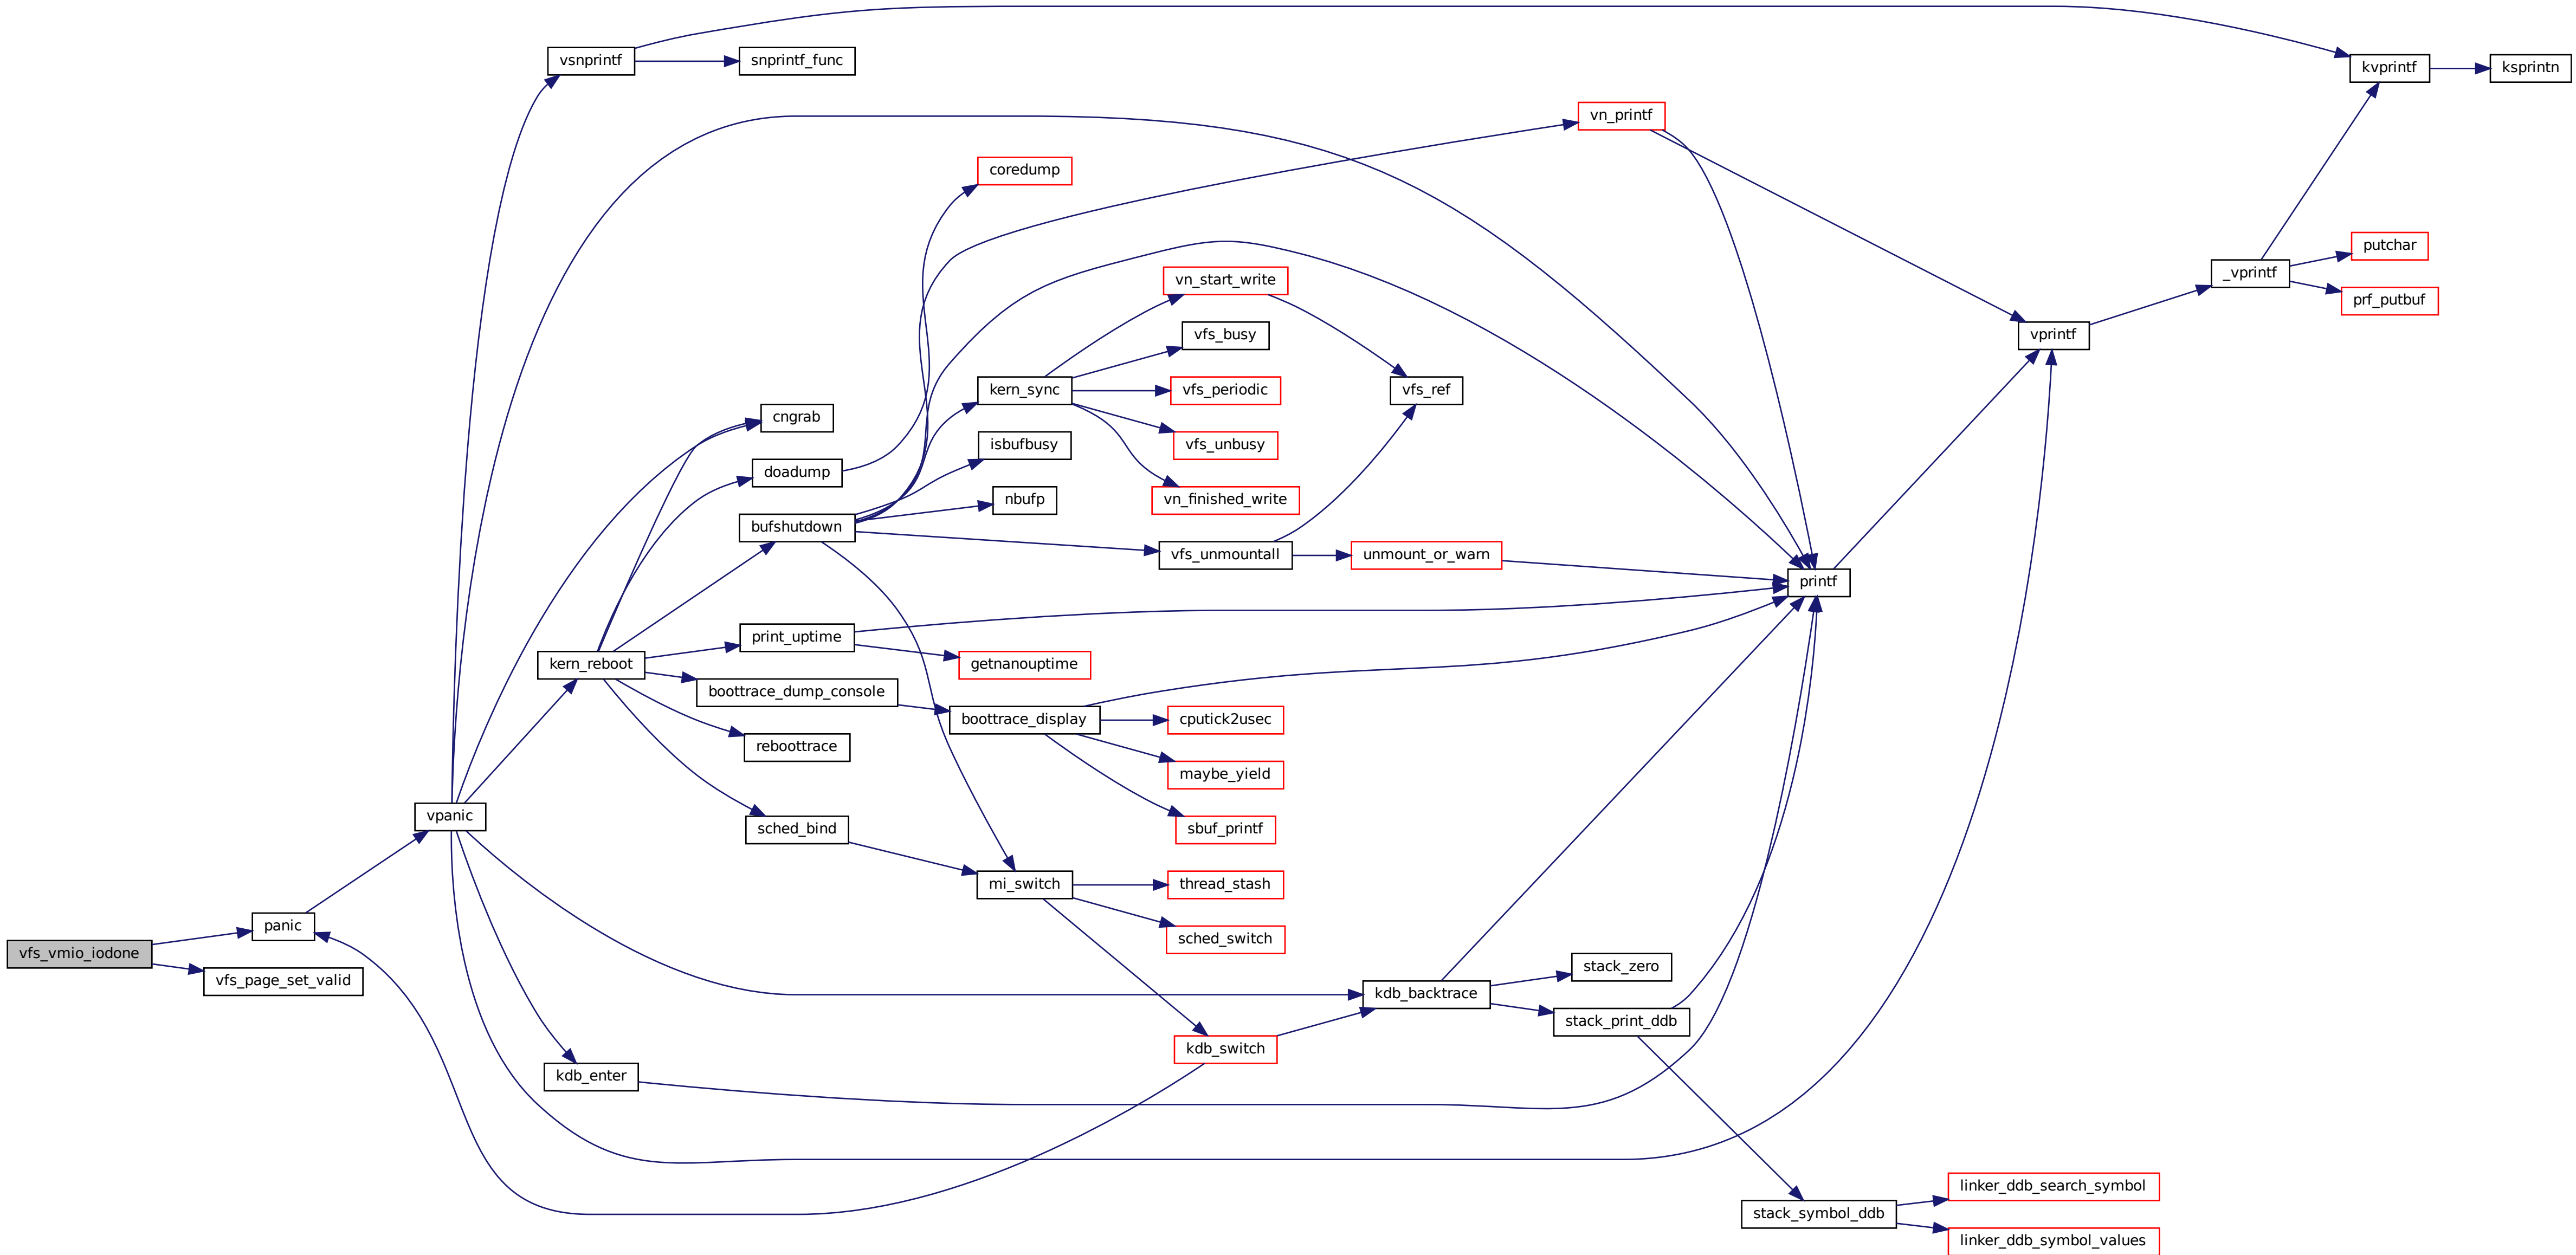 vsnprintf
snprintf_func
kvprintf
ksprintn
vn_printf
coredump
putchar
_vprintf
vn_start_write
prf_putbuf
vfs_busy
vprintf
kern_sync
vfs_periodic
vfs_ref
cngrab
isbufbusy
vfs_unbusy
doadump
nbufp
vn_finished_write
bufshutdown
vfs_unmountall
unmount_or_warn
printf
print_uptime
kern_reboot
getnanouptime
boottrace_dump_console
boottrace_display
cputick2usec
reboottrace
maybe_yield
vpanic
sched_bind
sbuf_printf
mi_switch
thread_stash
panic
sched_switch
vfs_vmio_iodone
stack_zero
vfs_page_set_valid
kdb_backtrace
stack_print_ddb
kdb_switch
kdb_enter
linker_ddb_search_symbol
stack_symbol_ddb
linker_ddb_symbol_values